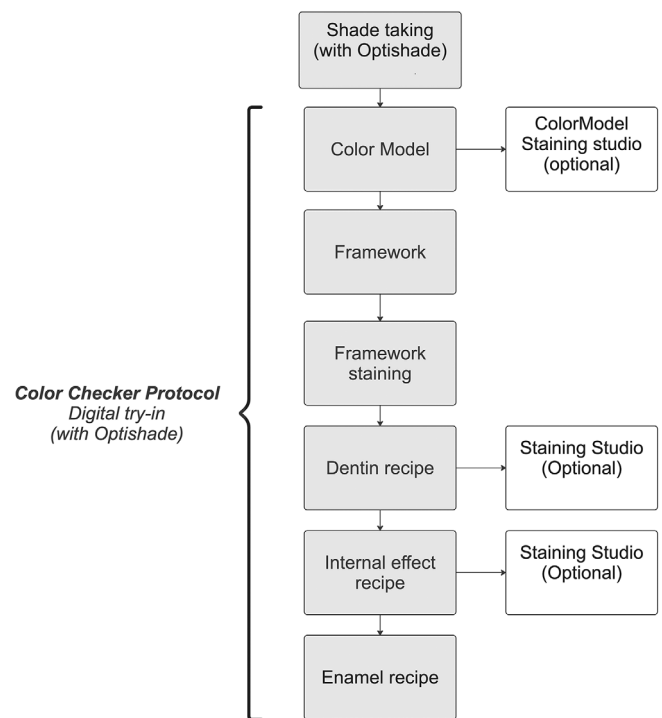 Shade taking
(with Optishade)
Color Model
ColorModel
Staining studio
(optional)
Framework
Framework
staining
Color Checker Protocol
Digital try-in
(with Optishade)
Dentin recipe
Staining Studio
(Optional)
Internal effect
recipe
Staining Studio
(Optional)
Enamel recipe